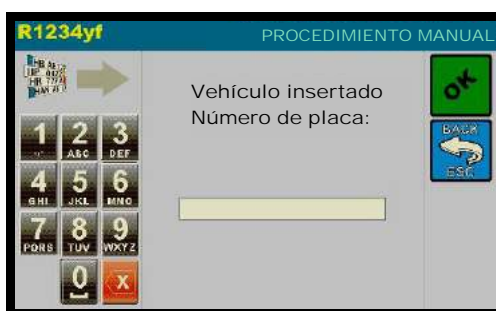 R1234yf
PROCEDIMIENTO MANUAL
Vehículo insertado
Número de placa:
OK
BACK
ESC
1 2 3
ABC DEF
4 5 6
GHI JKL MNO
7 8 9
PQRS TUV WXYZ
0 X